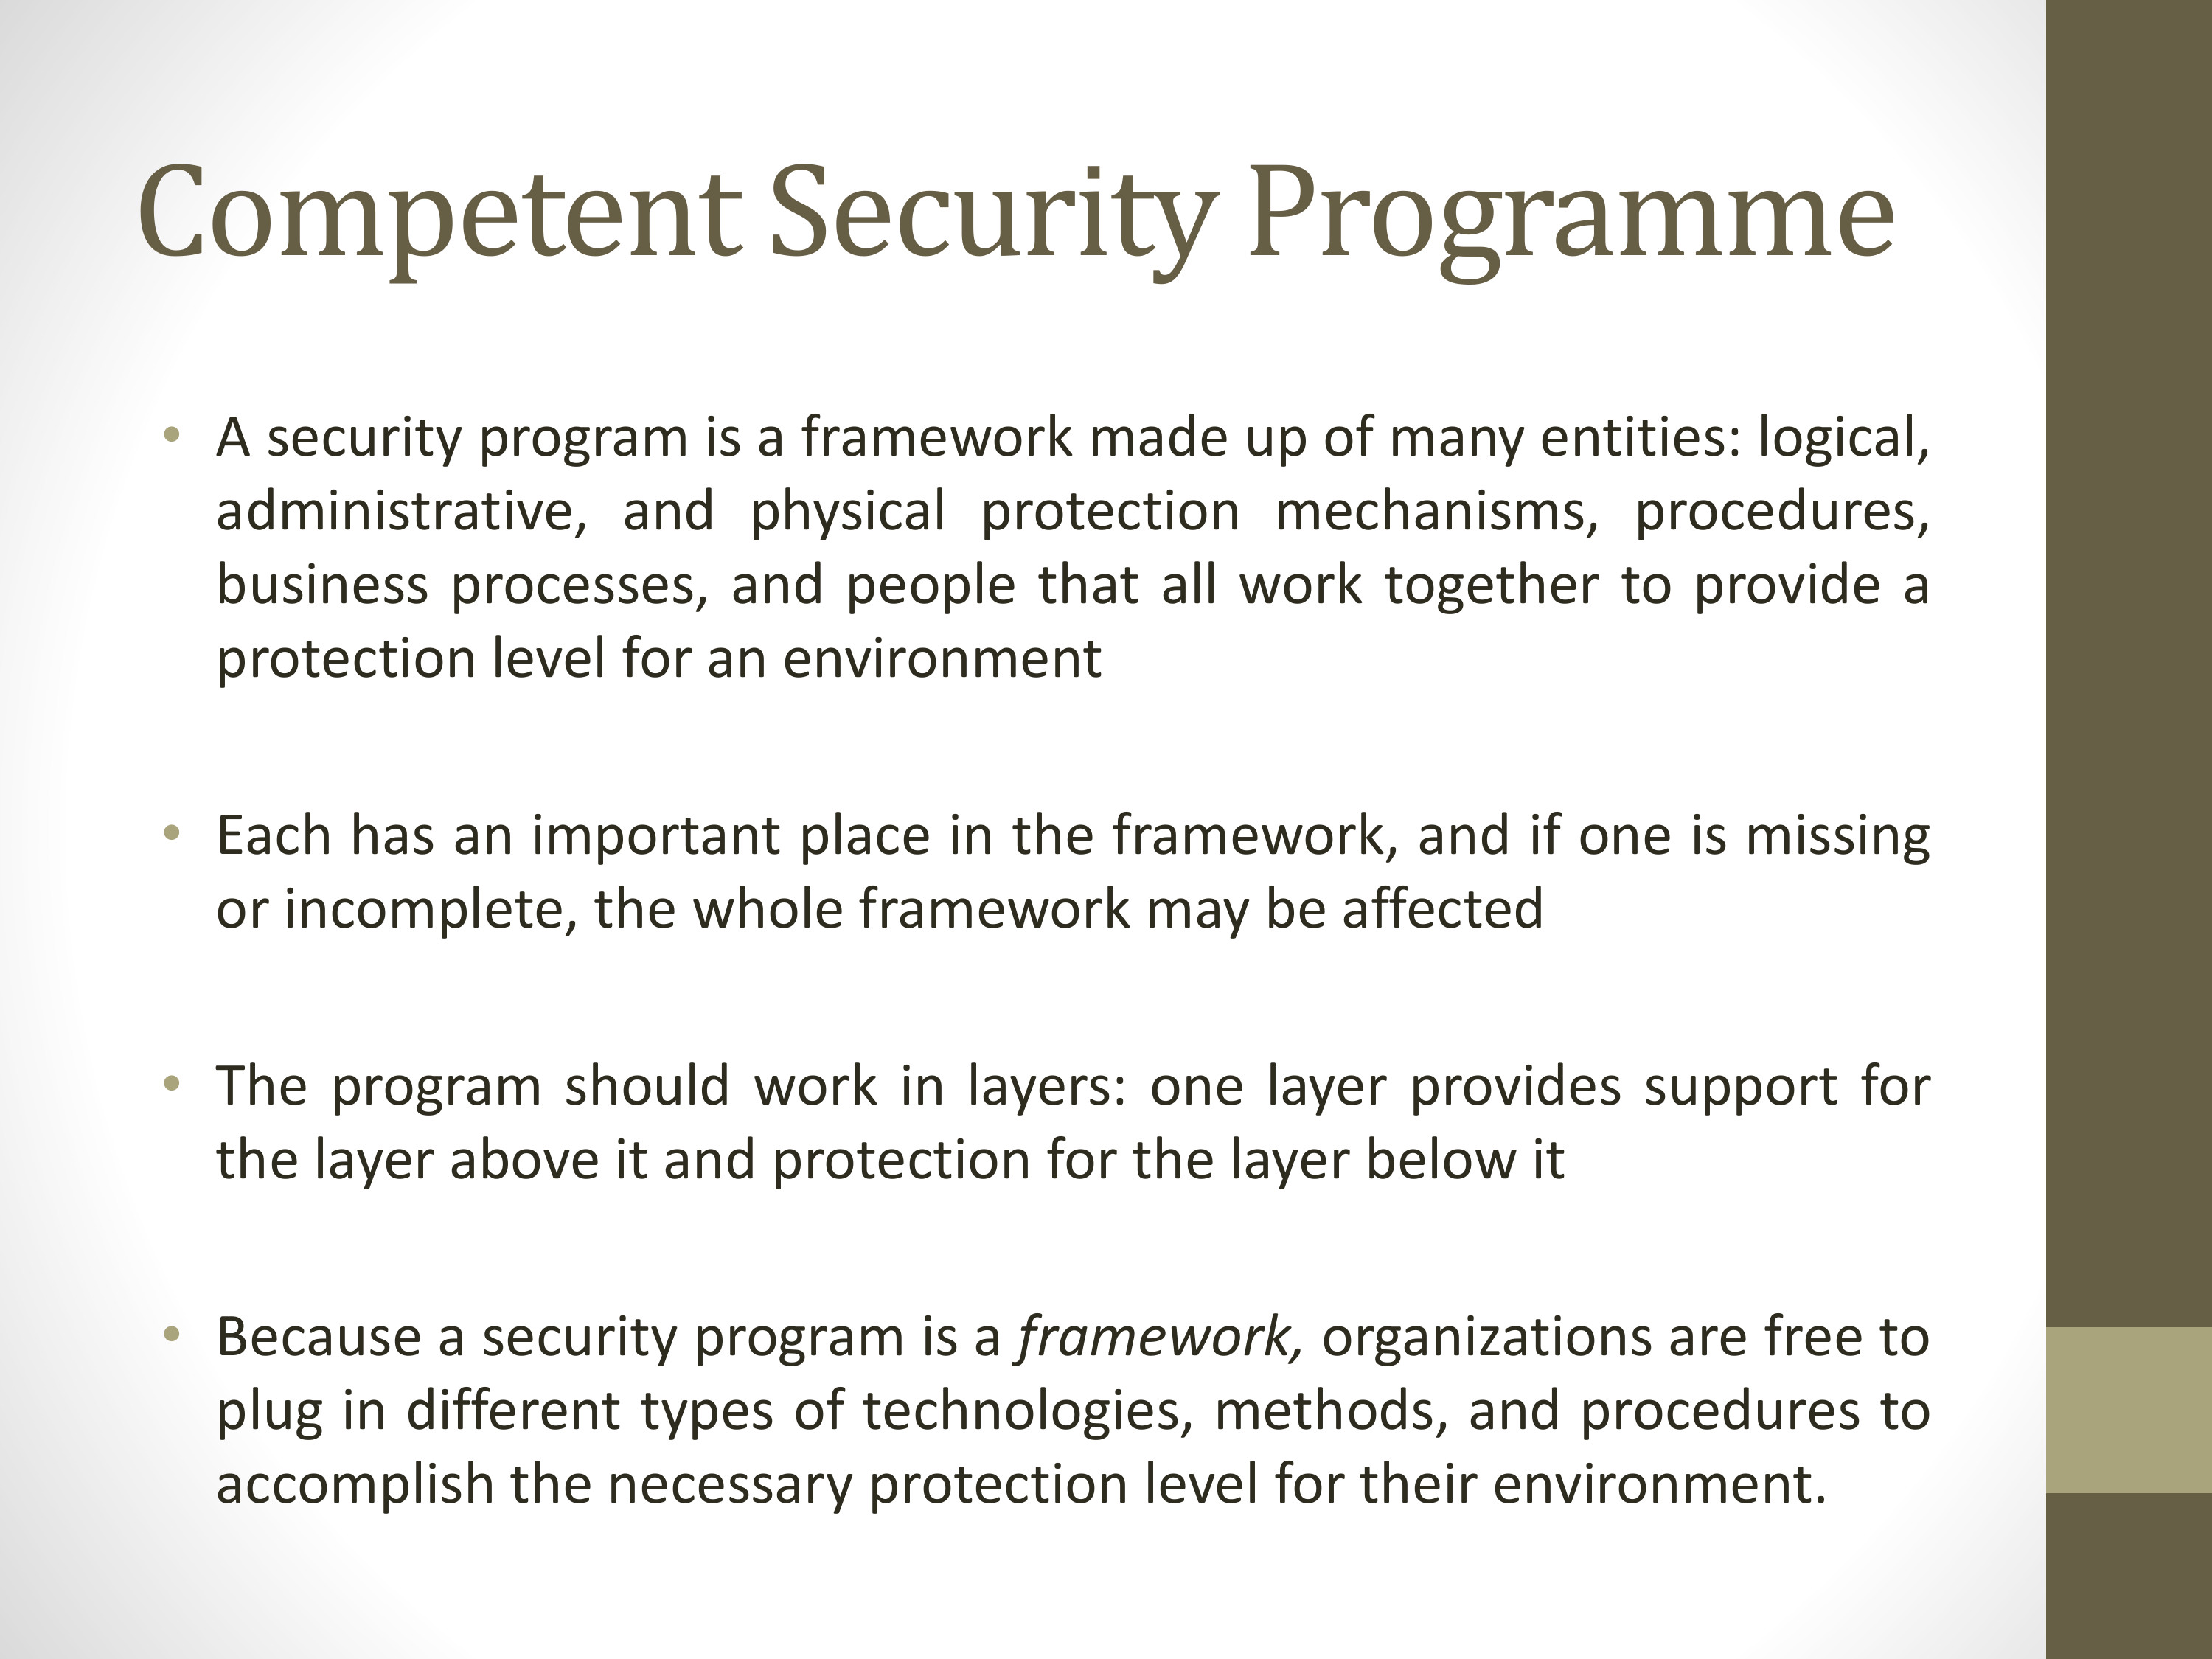 Competent Security Programme
• A security program is a framework made up of many entities: logical,
administrative, and physical protection mechanisms, procedures,
business processes, and people that all work together to provide a
protection level for an environment
• Each has an important place in the framework, and if one is missing
or incomplete, the whole framework may be affected
• The program should work in layers: one layer provides support for
the layer above it and protection for the layer below it
• Because a security program is a framework, organizations are free to
plug in different types of technologies, methods, and procedures to
accomplish the necessary protection level for their environment.